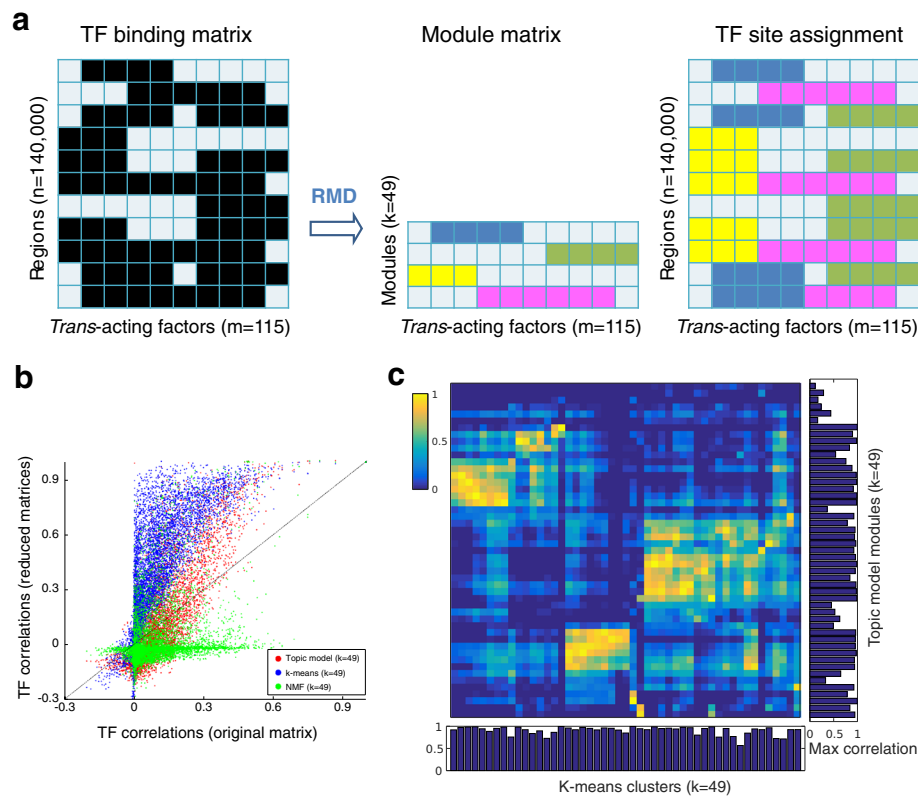 a
TF binding matrix
Module matrix
TF site assignment
Regions (n=140,000)
RMD
Modules (k=49)
Regions (n=140,000)
Trans-acting factors (m=115)
Trans-acting factors (m=115)
Trans-acting factors (m=115)
b
TF correlations (reduced matrices)
0.9
0.6
0.3
0
-0.3
-0.3
0
0.3
0.6
0.9
Topic model (k=49)
k-means (k=49)
NMF (k=49)
TF correlations (original matrix)
c
1
0.5
0
Topic model modules (k=49)
0 0.5 1
Max correlation
1
0.5
0
K-means clusters (k=49)